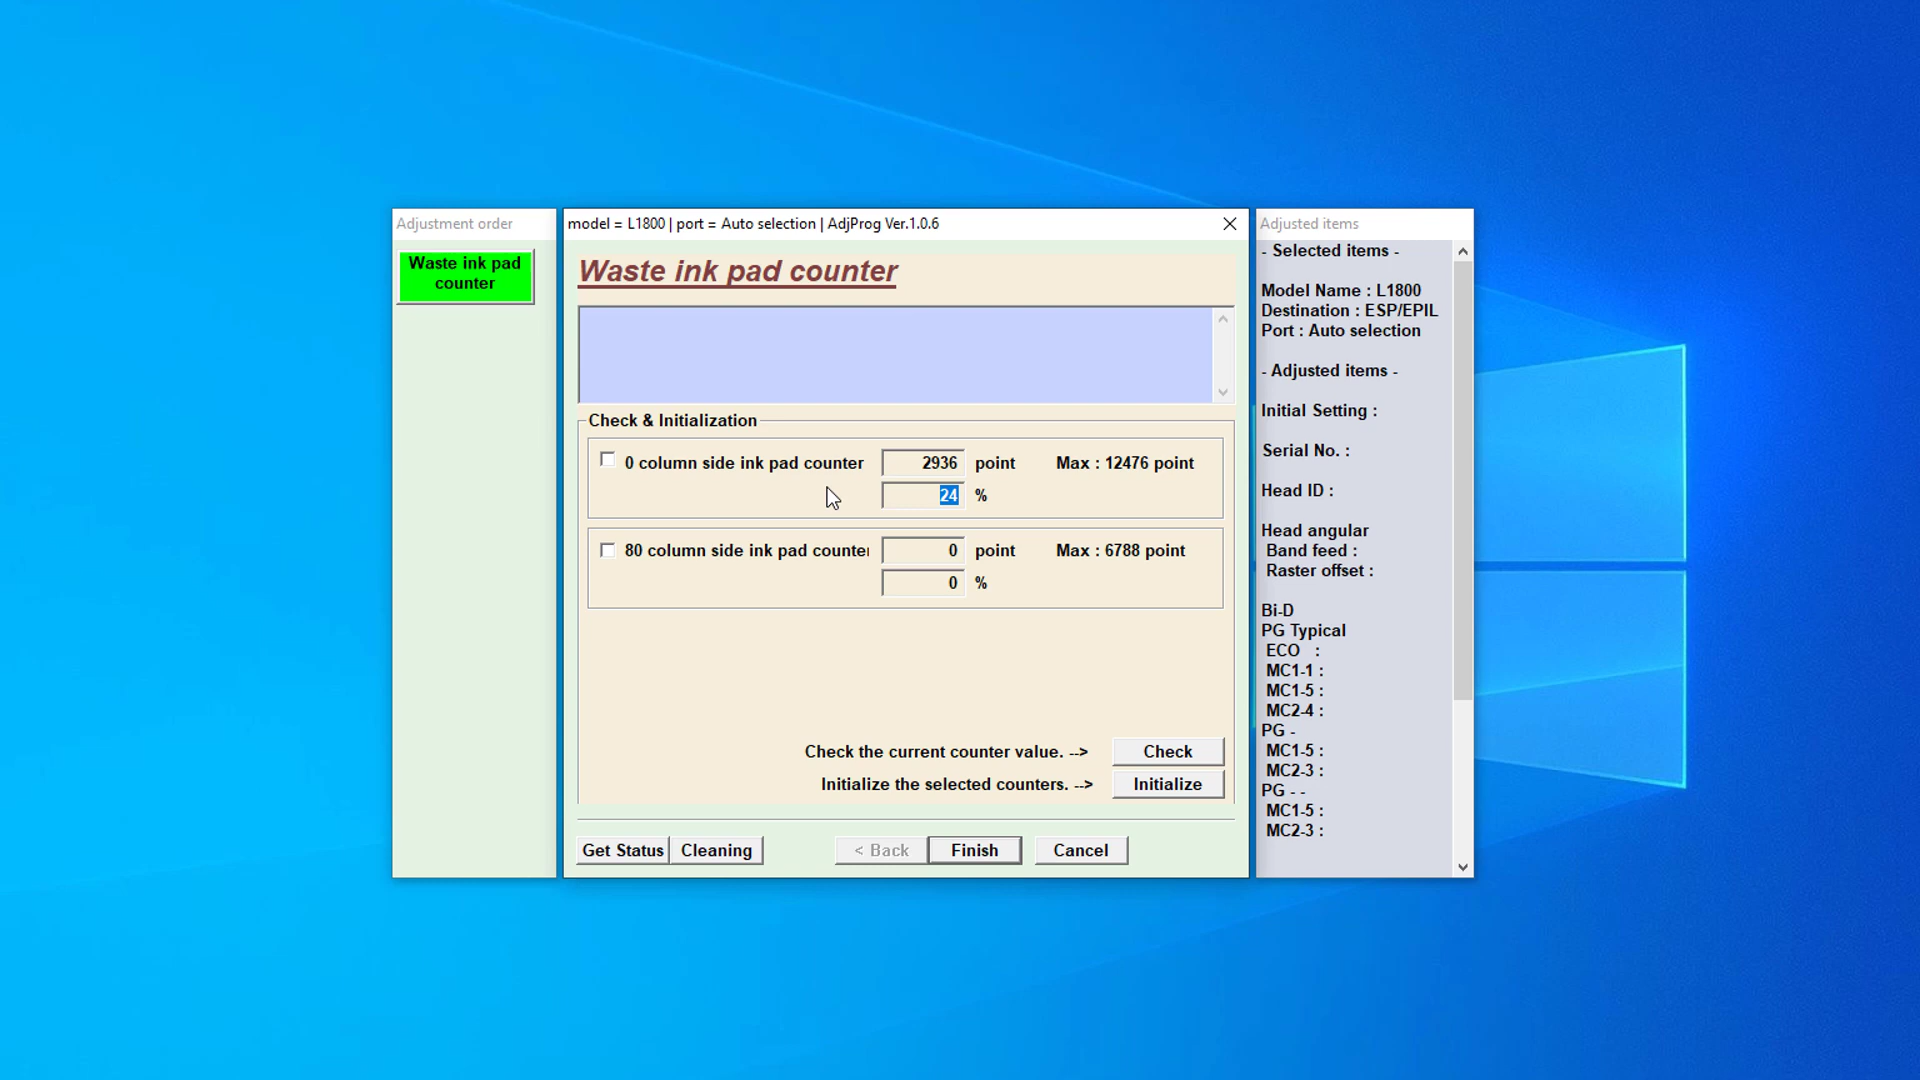 Adjustment order
Waste ink pad
counter
model = L1800 | port = Auto selection | AdjProg Ver.1.0.6
Waste ink pad counter
Check & Initialization
0 column side ink pad counter 2936 point Max : 12476 point
24 %
80 column side ink pad counter 0 point Max : 6788 point
0 %
Check the current counter value. --> Check
Initialize the selected counters. --> Initialize
Get Status Cleaning < Back Finish Cancel
Adjusted items
- Selected items -
Model Name : L1800
Destination : ESP/EPIL
Port : Auto selection
- Adjusted items -
Initial Setting :
Serial No. :
Head ID :
Head angular
Band feed :
Raster offset :
Bi-D
PG Typical
ECO :
MC1-1 :
MC1-5 :
MC2-4 :
PG -
MC1-5 :
MC2-3 :
PG - -
MC1-5 :
MC2-3 :